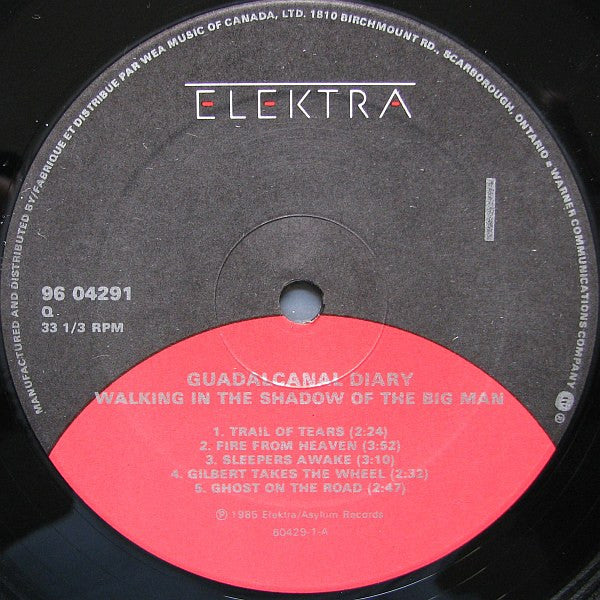 MANUFACTURED AND DISTRIBUTED BY/FABRIQUE ET DISTRIBUE PAR WEA MUSIC OF CANADA, LTD. 1810 BIRCHMOUNT RD., SCARBOROUGH, ONTARIO a WARNER COMMUNICATIONS COMPANY ℗
ELEKTRA
I
96 04291
Q
33 1/3 RPM
GUADALCANAL DIARY
WALKING IN THE SHADOW OF THE BIG MAN
1. TRAIL OF TEARS (2:24)
2. FIRE FROM HEAVEN (3:52)
3. SLEEPERS AWAKE (3:10)
4. GILBERT TAKES THE WHEEL (2:32)
5. GHOST ON THE ROAD (2:47)
℗ 1985 Elektra/Asylum Records
60429-1-A